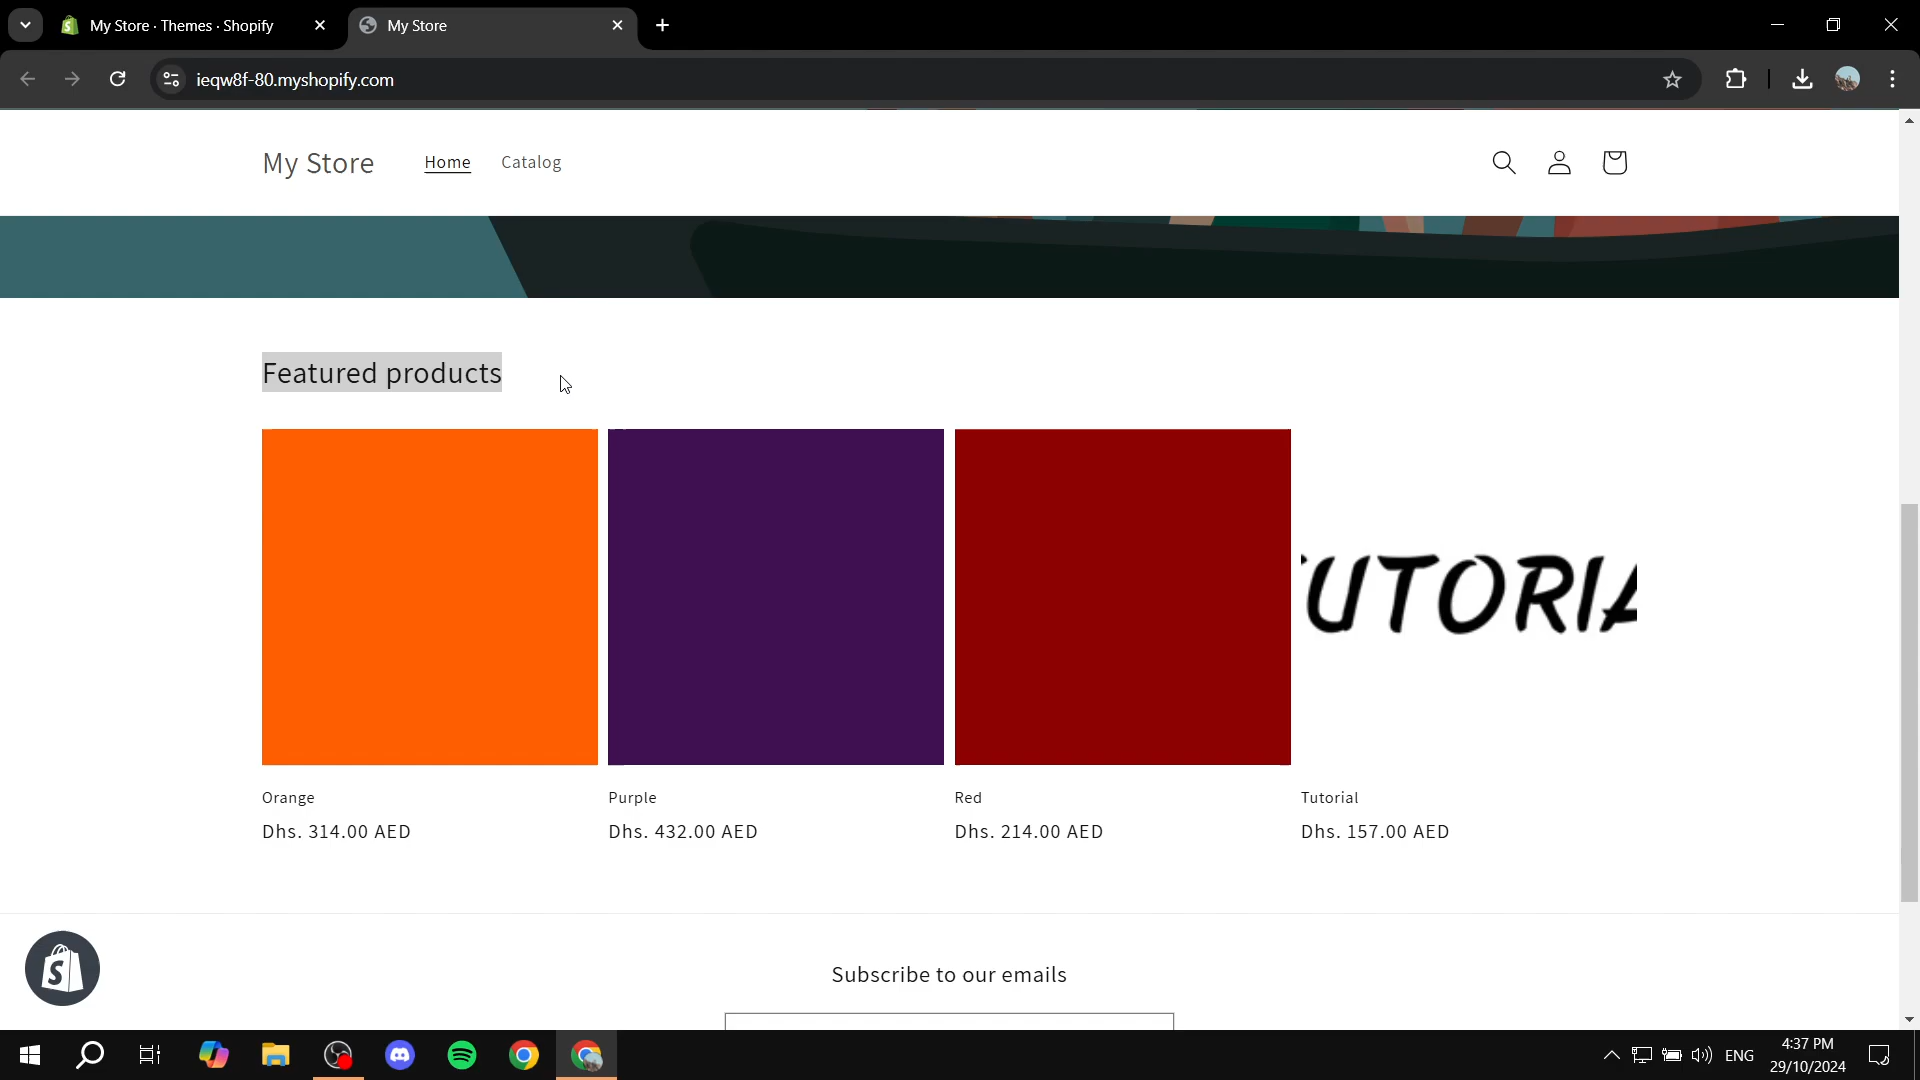 My Store · Themes · Shopify
My Store
ieqw8f-80.myshopify.com
My Store
Home
Catalog
Featured products
TUTORIA
Orange
Dhs. 314.00 AED
Purple
Dhs. 432.00 AED
Red
Dhs. 214.00 AED
Tutorial
Dhs. 157.00 AED
Subscribe to our emails
ENG
4:37 PM
29/10/2024